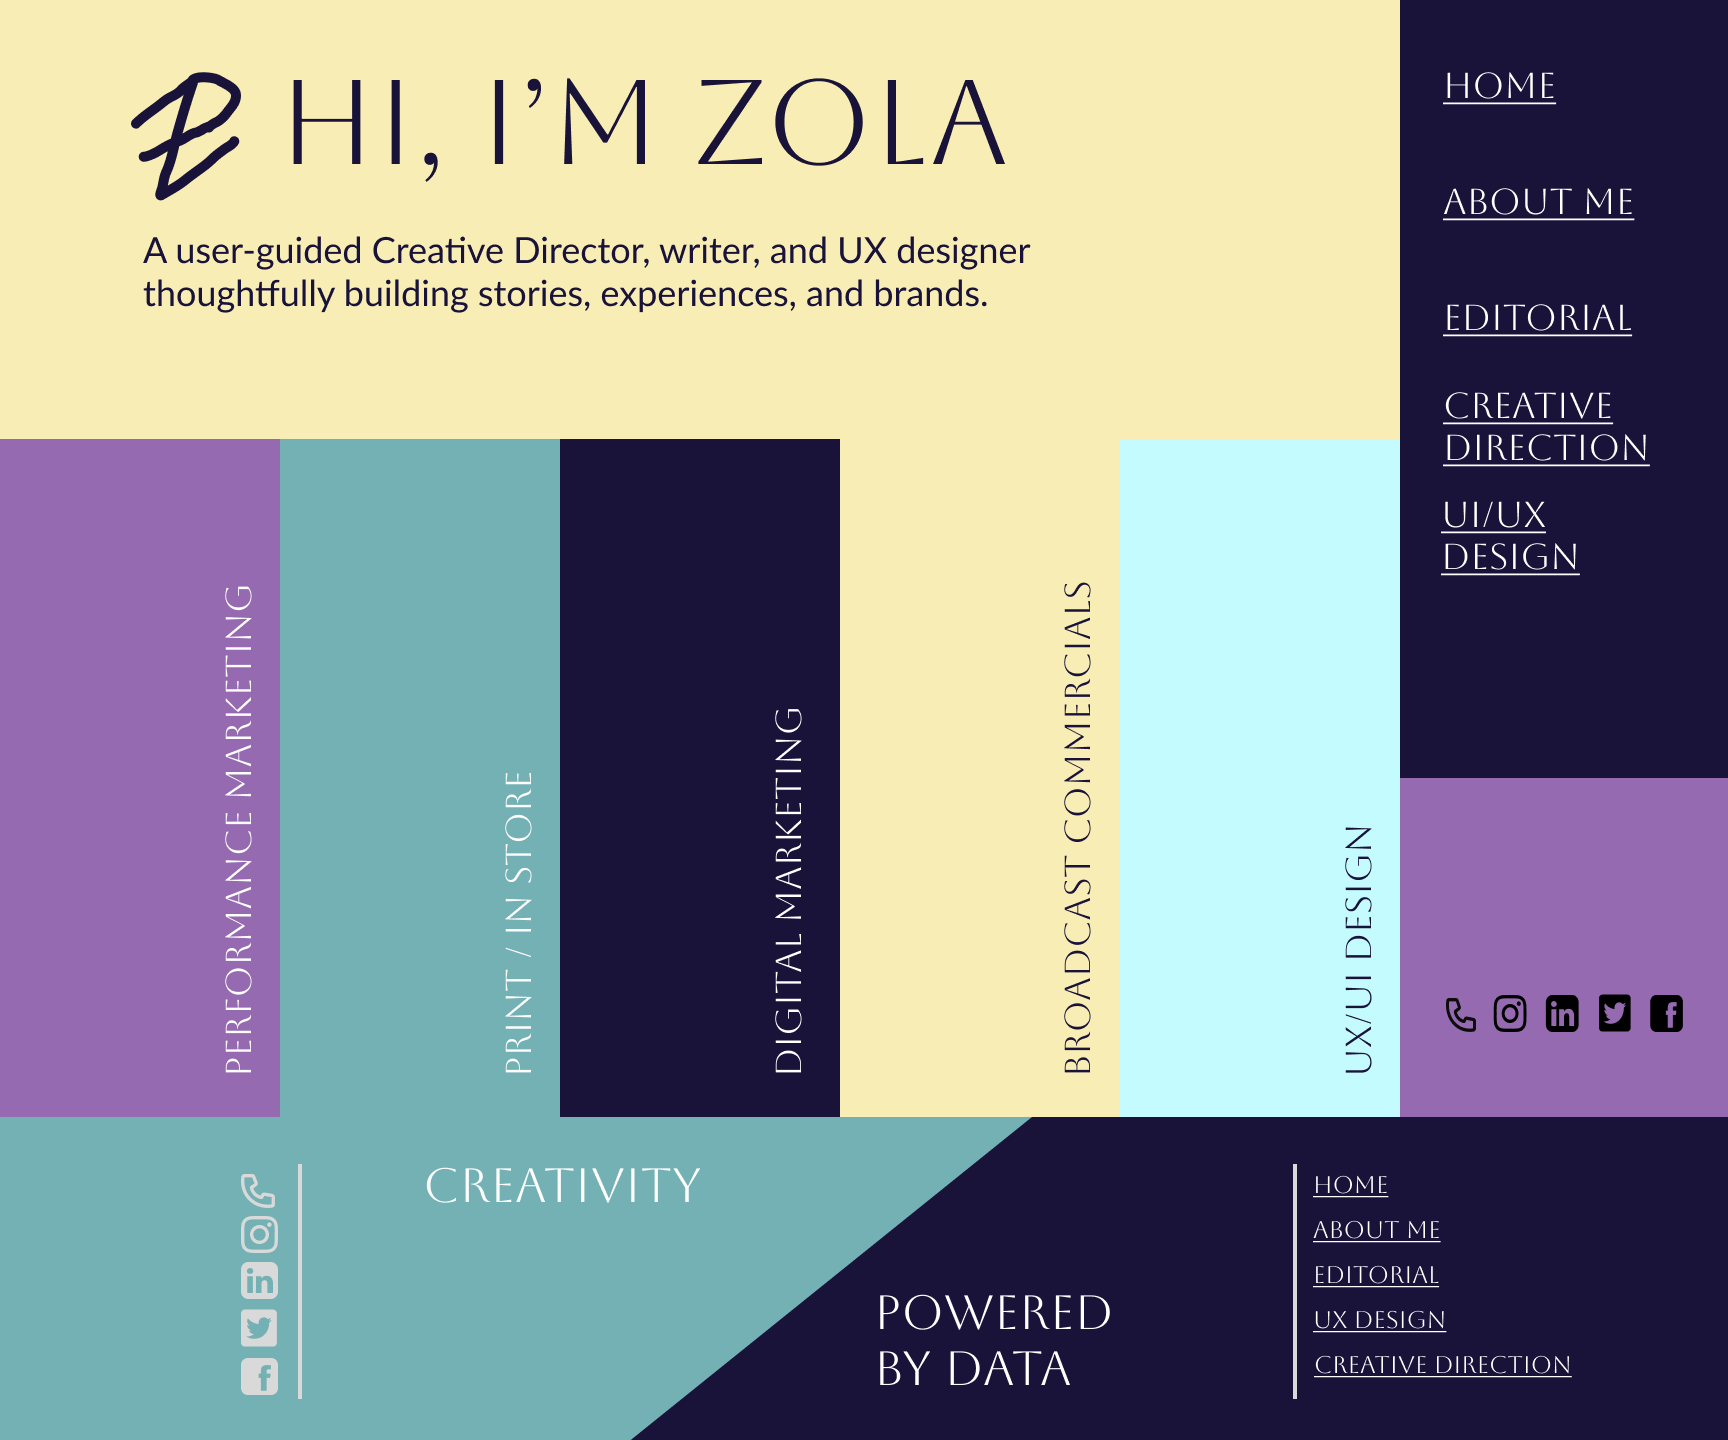 HI, I’M ZOLA
A user-guided Creative Director, writer, and UX designer
thoughtfully building stories, experiences, and brands.
HOME
ABOUT ME
EDITORIAL
CREATIVE
DIRECTION
UI/UX
DESIGN
PERFORMANCE MARKETING
PRINT / IN STORE
DIGITAL MARKETING
BROADCAST COMMERCIALS
UX/UI DESIGN
CREATIVITY
POWERED
BY DATA
HOME
ABOUT ME
EDITORIAL
UX DESIGN
CREATIVE DIRECTION